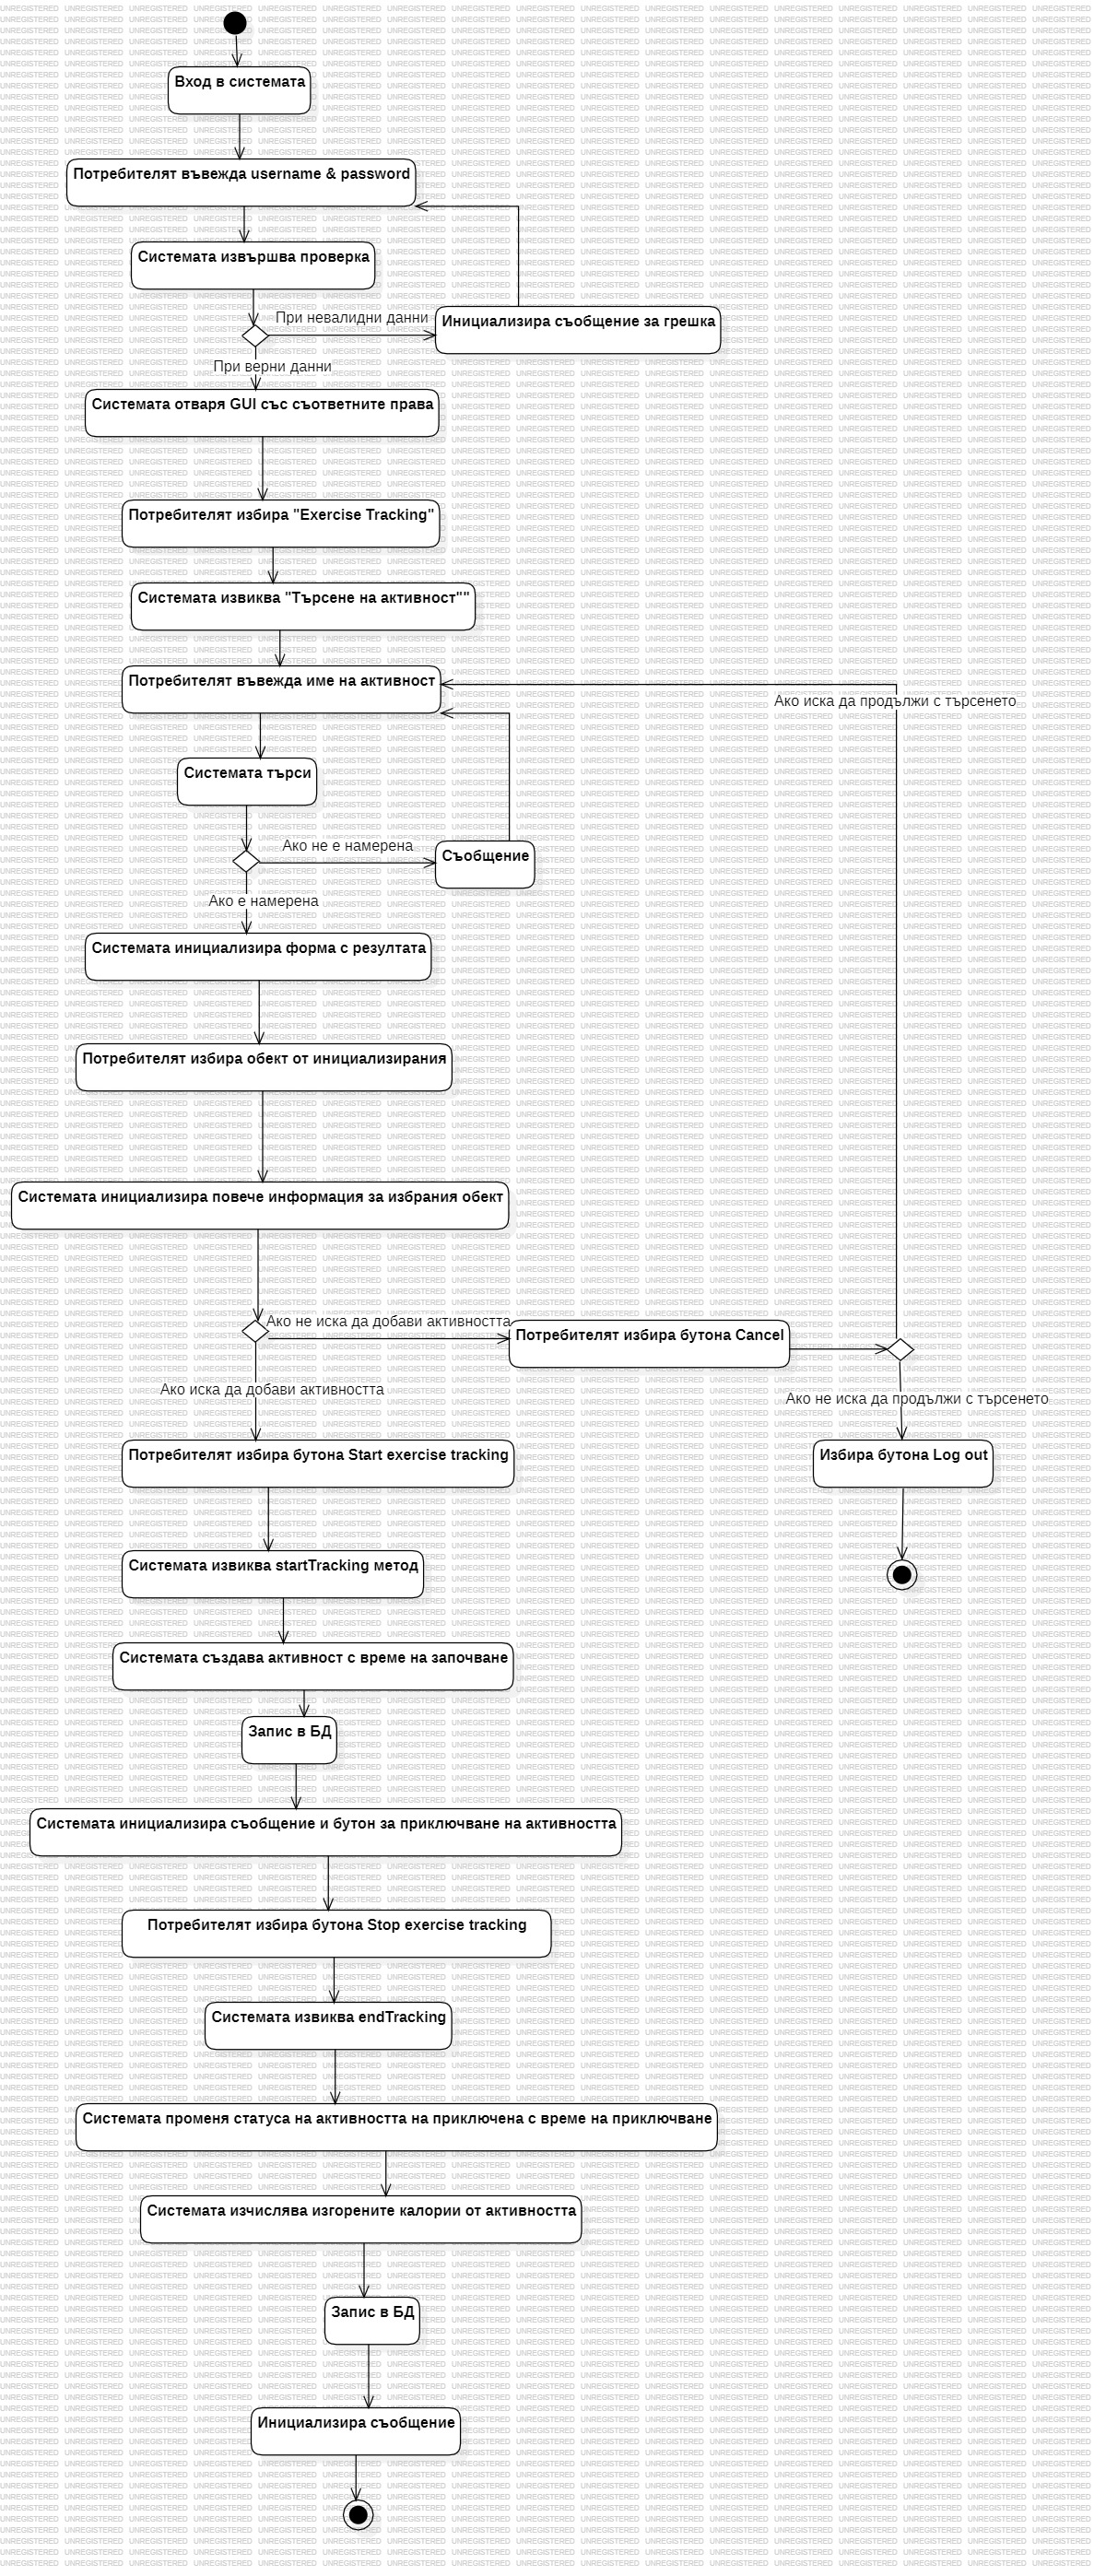 Вход в системата
Потребителят въвежда username & password
Системата извършва проверка
При невалидни данни
Инициализира съобщение за грешка
При верни данни
Системата отваря GUI със съответните права
Потребителят избира "Exercise Tracking"
Системата извиква "Търсене на активност""
Потребителят въвежда име на активност
Ако иска да продължи с търсенето
Системата търси
Ако не е намерена
Съобщение
Ако е намерена
Системата инициализира форма с резултата
Потребителят избира обект от инициализирания
Системата инициализира повече информация за избрания обект
Ако не иска да добави активността
Потребителят избира бутона Cancel
Ако иска да добави активността
Ако не иска да продължи с търсенето
Потребителят избира бутона Start exercise tracking
Избира бутона Log out
Системата извиква startTracking метод
Системата създава активност с време на започване
Запис в БД
Системата инициализира съобщение и бутон за приключване на активността
Потребителят избира бутона Stop exercise tracking
Системата извиква endTracking
Системата променя статуса на активността на приключена с време на приключване
Системата изчислява изгорените калории от активността
Запис в БД
Инициализира съобщение